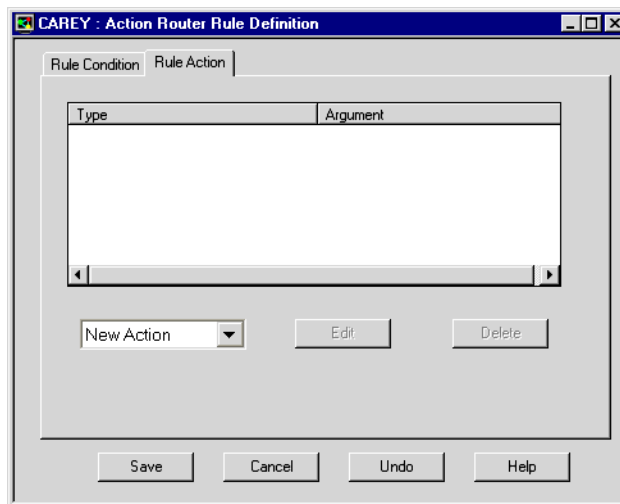 CAREY : Action Router Rule Definition
Rule Condition
Rule Action
Type
Argument
New Action
Edit
Delete
Save
Cancel
Undo
Help